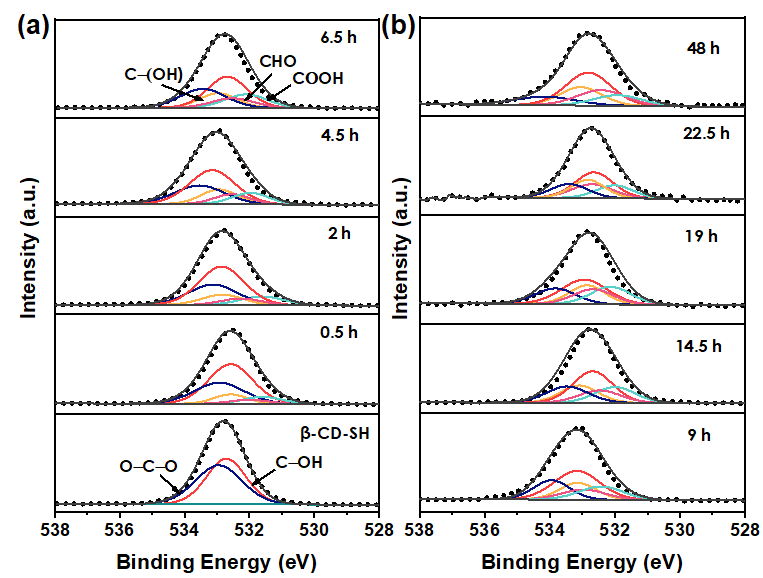 (a)
6.5 h
C–(OH)
CHO
COOH
4.5 h
2 h
0.5 h
β-CD-SH
O–C–O
C–OH
538 536 534 532 530 528
Binding Energy (eV)
Intensity (a.u.)
(b)
48 h
22.5 h
19 h
14.5 h
9 h
538 536 534 532 530 528
Binding Energy (eV)
Intensity (a.u.)